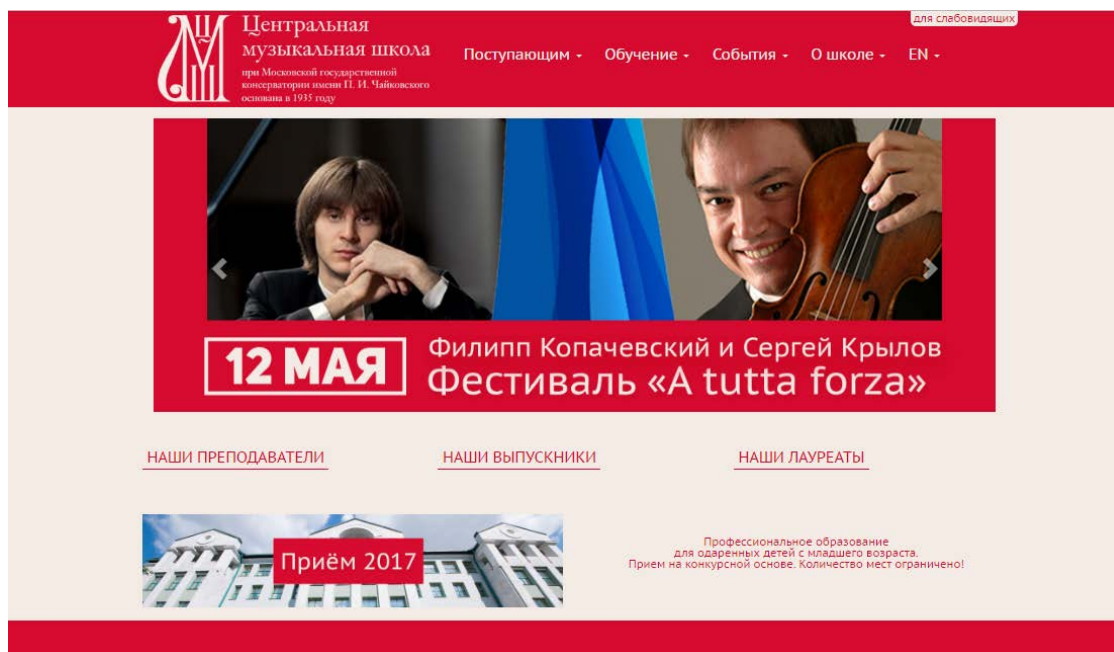 для слабовидящих
Центральная
музыкальная школа
при Московской государственной
консерватории имени П. И. Чайковского
основана в 1935 году
Поступающим
Обучение
События
О школе
EN
12 МАЯ
Филипп Копачевский и Сергей Крылов
Фестиваль «A tutta forza»
НАШИ ПРЕПОДАВАТЕЛИ
НАШИ ВЫПУСКНИКИ
НАШИ ЛАУРЕАТЫ
Приём 2017
Профессиональное образование
для одаренных детей с младшего возраста.
Прием на конкурсной основе. Количество мест ограничено!